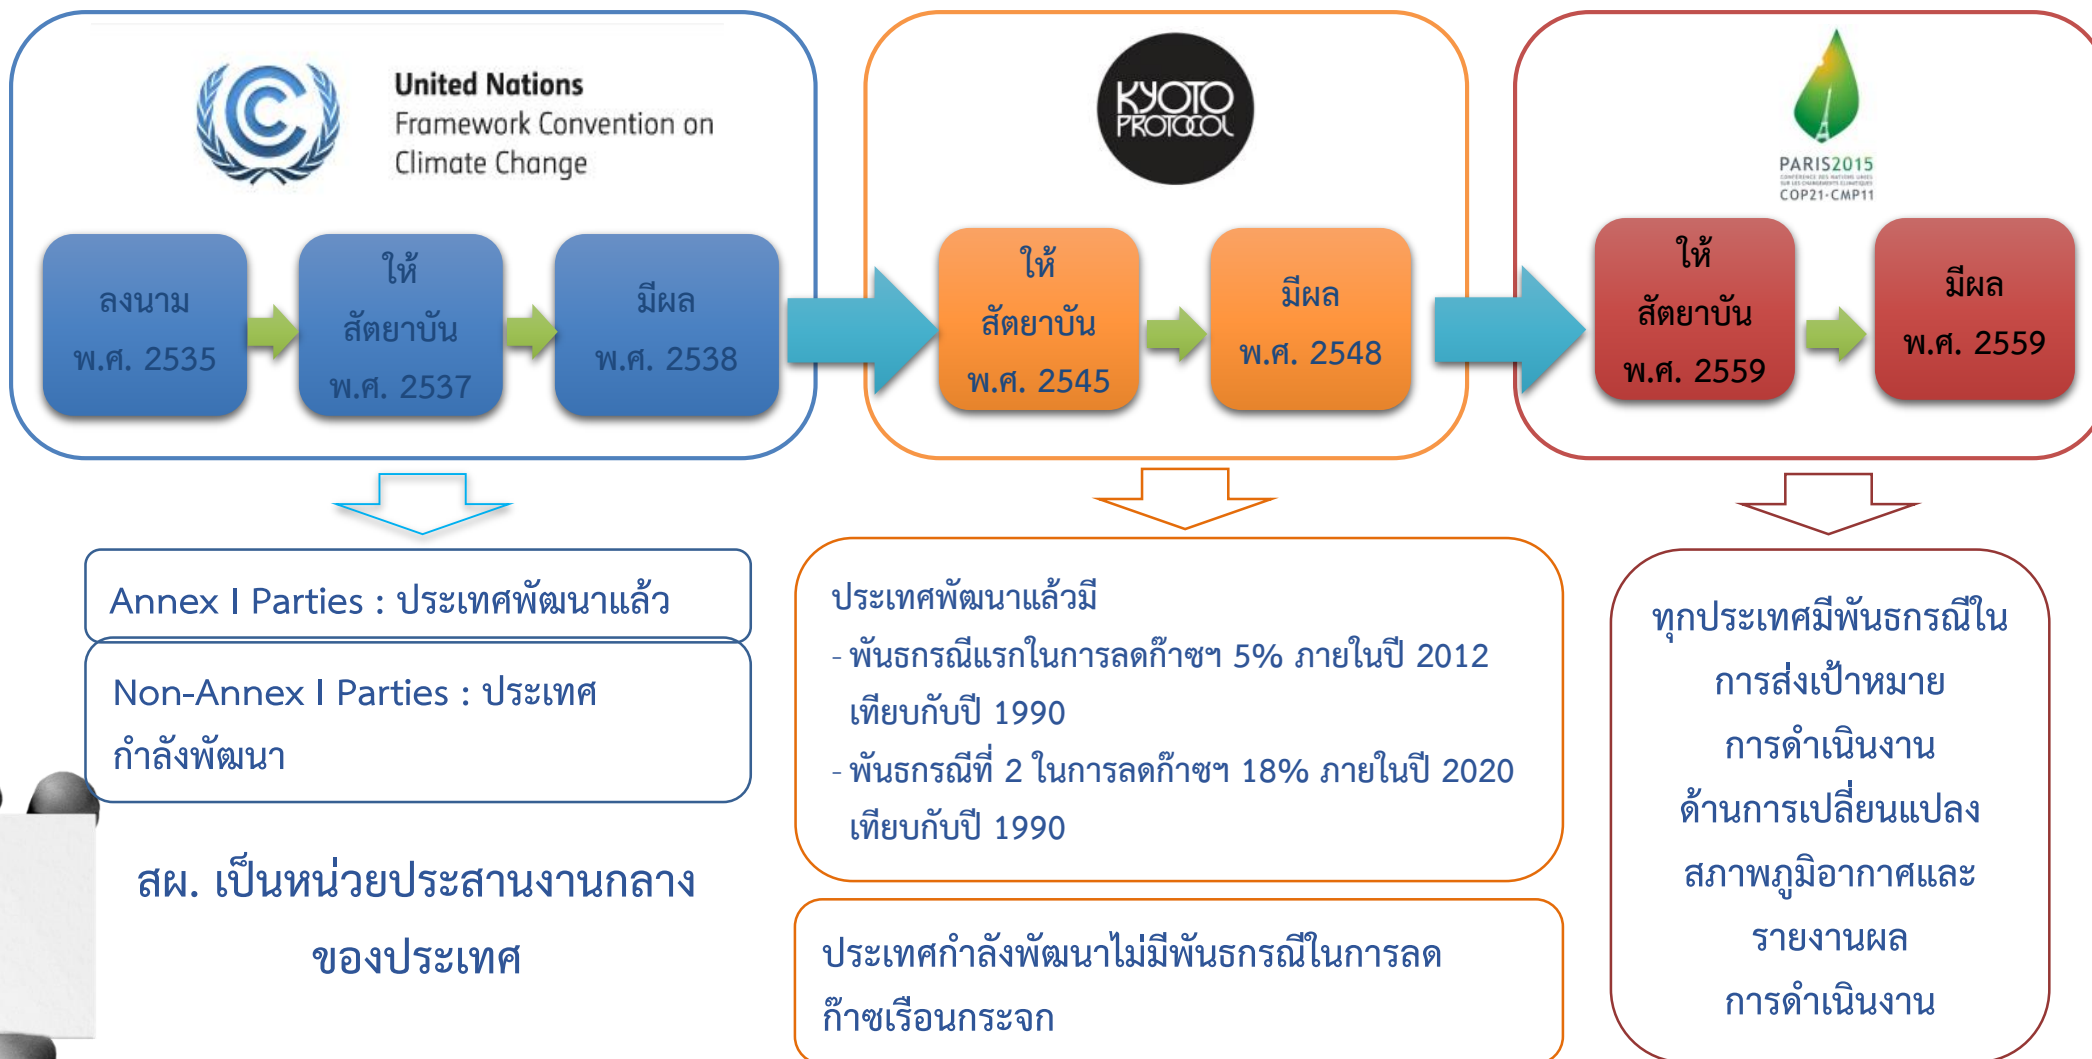 United Nations
Framework Convention on
Climate Change
ลงนาม
พ.ศ. 2535
ให้
สัตยาบัน
พ.ศ. 2537
มีผล
พ.ศ. 2538
KYOTO
PROTOCOL
ให้
สัตยาบัน
พ.ศ. 2545
มีผล
พ.ศ. 2548
PARIS2015
CONFÉRENCE DES NATIONS UNIES
SUR LES CHANGEMENTS CLIMATIQUES
COP21·CMP11
ให้
สัตยาบัน
พ.ศ. 2559
มีผล
พ.ศ. 2559
Annex I Parties : ประเทศพัฒนาแล้ว
Non-Annex I Parties : ประเทศ
กำลังพัฒนา
สผ. เป็นหน่วยประสานงานกลาง
ของประเทศ
ประเทศพัฒนาแล้วมี
- พันธกรณีแรกในการลดก๊าซฯ 5% ภายในปี 2012
เทียบกับปี 1990
- พันธกรณีที่ 2 ในการลดก๊าซฯ 18% ภายในปี 2020
เทียบกับปี 1990
ประเทศกำลังพัฒนาไม่มีพันธกรณีในการลด
ก๊าซเรือนกระจก
ทุกประเทศมีพันธกรณีใน
การส่งเป้าหมาย
การดำเนินงาน
ด้านการเปลี่ยนแปลง
สภาพภูมิอากาศและ
รายงานผล
การดำเนินงาน